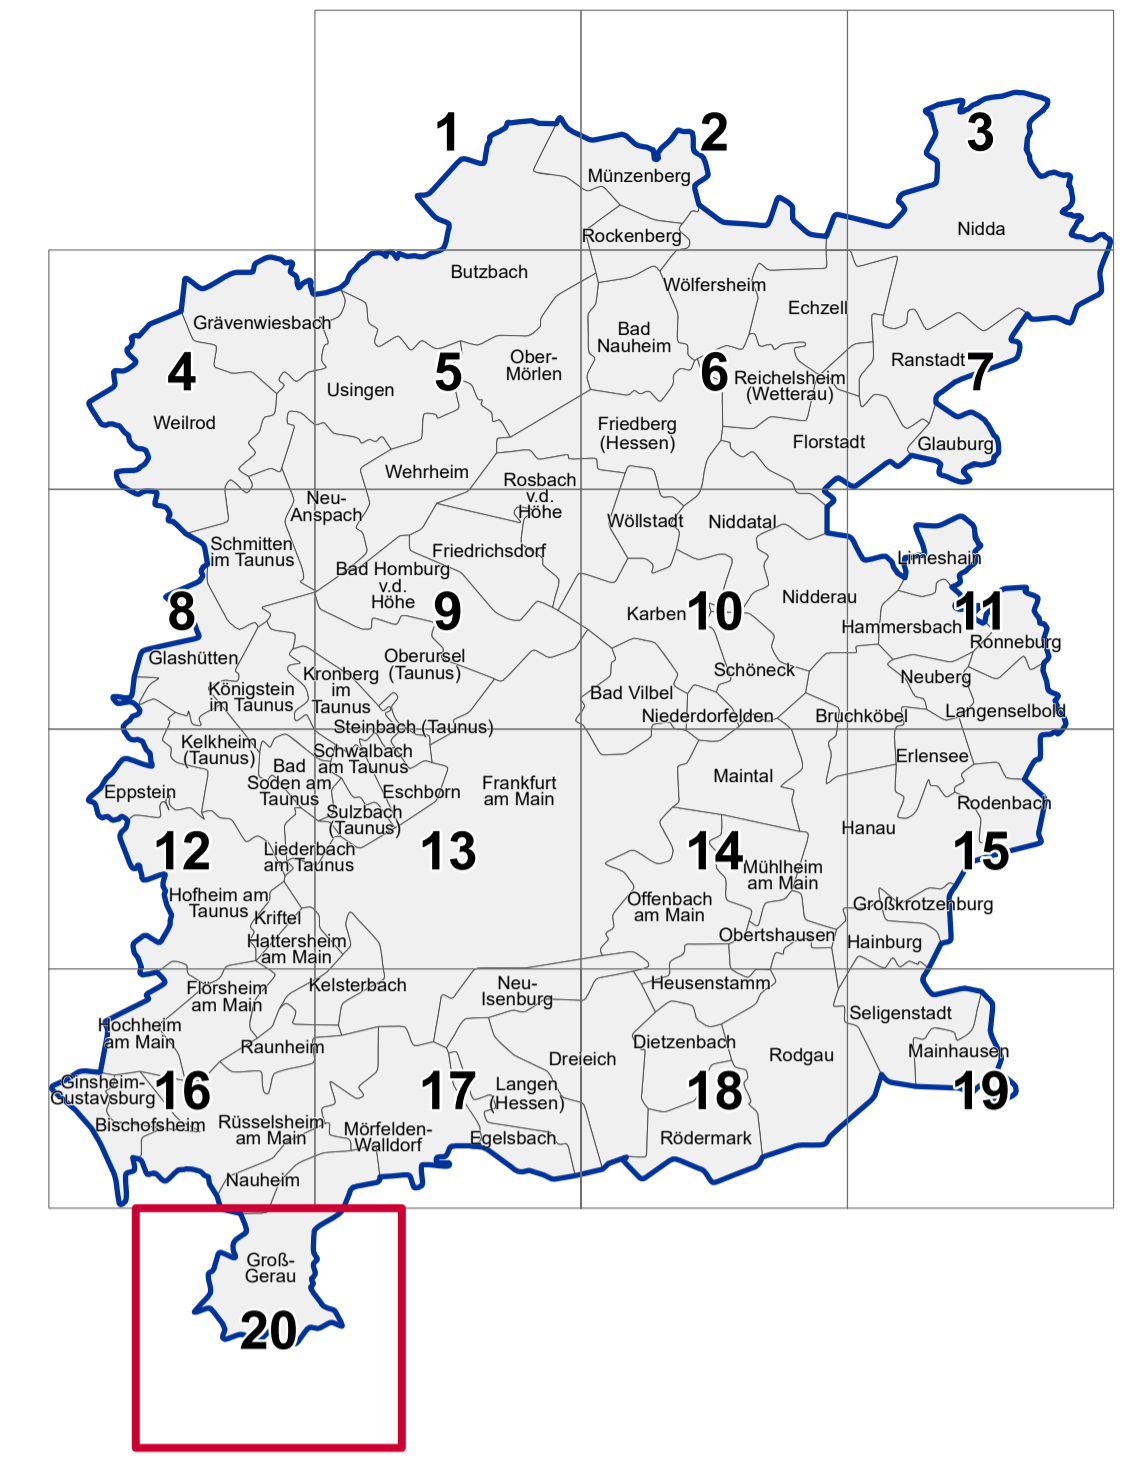 1
2
3
Münzenberg
Nidda
Rockenberg
Butzbach
Wölfersheim
Echzell
Grävenwiesbach
Bad
Nauheim
Ober-
Mörlen
4
5
6
7
Ranstadt
Reichelsheim
(Wetterau)
Usingen
Weilrod
Friedberg
(Hessen)
Florstadt
Glauburg
Wehrheim
Rosbach
v.d.
Höhe
Neu-
Anspach
Wöllstadt
Niddatal
Schmitten
im Taunus
Friedrichsdorf
Limeshain
Bad Homburg
v.d.
Höhe
8
9
10
11
Nidderau
Karben
Hammersbach
Ronneburg
Glashütten
Oberursel
(Taunus)
Kronberg
im
Taunus
Schöneck
Neuberg
Königstein
im Taunus
Bad Vilbel
Niederdorfelden
Bruchköbel
Langenselbold
Steinbach (Taunus)
Kelkheim
(Taunus)
Schwalbach
am Taunus
Erlensee
Bad
Soden am
Taunus
Maintal
Eppstein
Eschborn
Frankfurt
am Main
Rodenbach
Sulzbach
(Taunus)
Hanau
12
13
14
15
Liederbach
am Taunus
Mühlheim
am Main
Hofheim am
Taunus
Offenbach
am Main
Großkrotzenburg
Kriftel
Obertshausen
Hainburg
Hattersheim
am Main
Flörsheim
am Main
Kelsterbach
Neu-
Isenburg
Heusenstamm
Seligenstadt
Hochheim
am Main
Raunheim
Dreieich
Dietzenbach
Rodgau
Mainhausen
Ginsheim-
Gustavsburg
16
17
18
19
Langen
(Hessen)
Bischofsheim
Rüsselsheim
am Main
Mörfelden-
Walldorf
Egelsbach
Rödermark
Nauheim
Groß-
Gerau
20